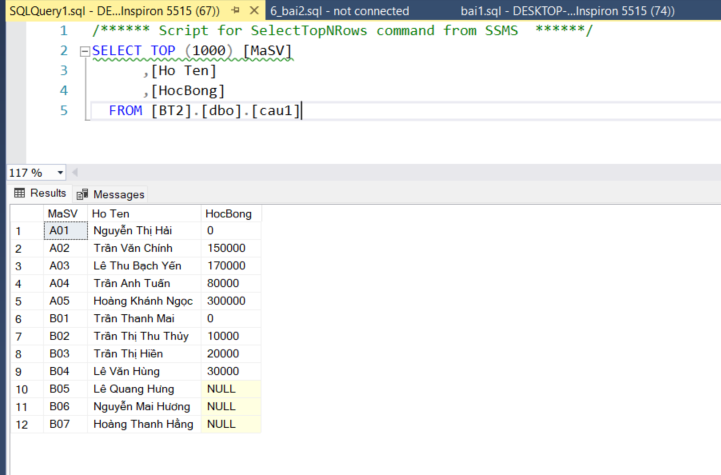 SQLQuery1.sql - DE...Inspiron 5515 (67)) 6_bai2.sql - not connected bai1.sql - DESKTOP-...Inspiron 5515 (74))
1 /****** Script for SelectTopNRows command from SSMS ******/
2 SELECT TOP (1000) [MaSV]
3 ,[Ho Ten]
4 ,[HocBong]
5 FROM [BT2].[dbo].[cau1]
117 %
Results Messages
MaSV Ho Ten HocBong
1 A01 Nguyễn Thị Hải 0
2 A02 Trần Văn Chính 150000
3 A03 Lê Thu Bạch Yến 170000
4 A04 Trần Anh Tuấn 80000
5 A05 Hoàng Khánh Ngọc 300000
6 B01 Trần Thanh Mai 0
7 B02 Trần Thị Thu Thủy 10000
8 B03 Trần Thị Hiền 20000
9 B04 Lê Văn Hùng 30000
10 B05 Lê Quang Hưng NULL
11 B06 Nguyễn Mai Hương NULL
12 B07 Hoàng Thanh Hằng NULL